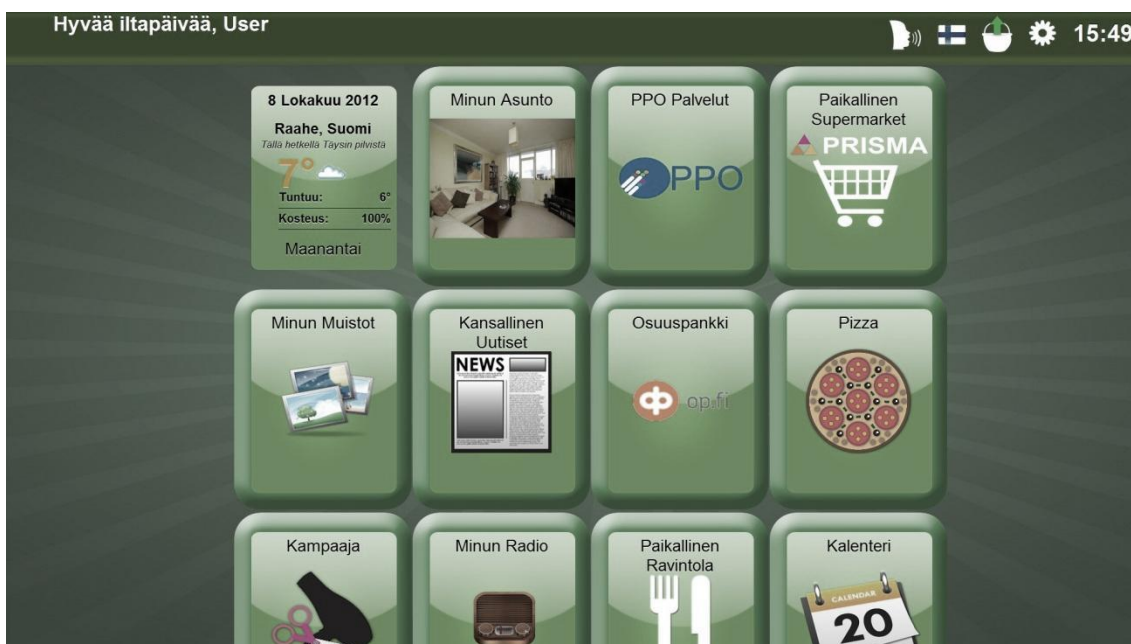 Hyvää iltapäivää, User
15:49
8 Lokakuu 2012
Raahe, Suomi
Tällä hetkellä Täysin pilvistä
7°
Tuntuu: 6°
Kosteus: 100%
Maanantai
Minun Asunto
PPO Palvelut
PPO
Paikallinen
Supermarket
PRISMA
Minun Muistot
Kansallinen
Uutiset
NEWS
Osuuspankki
op.fi
Pizza
Kampaaja
Minun Radio
Paikallinen
Ravintola
Kalenteri
CALENDAR
20